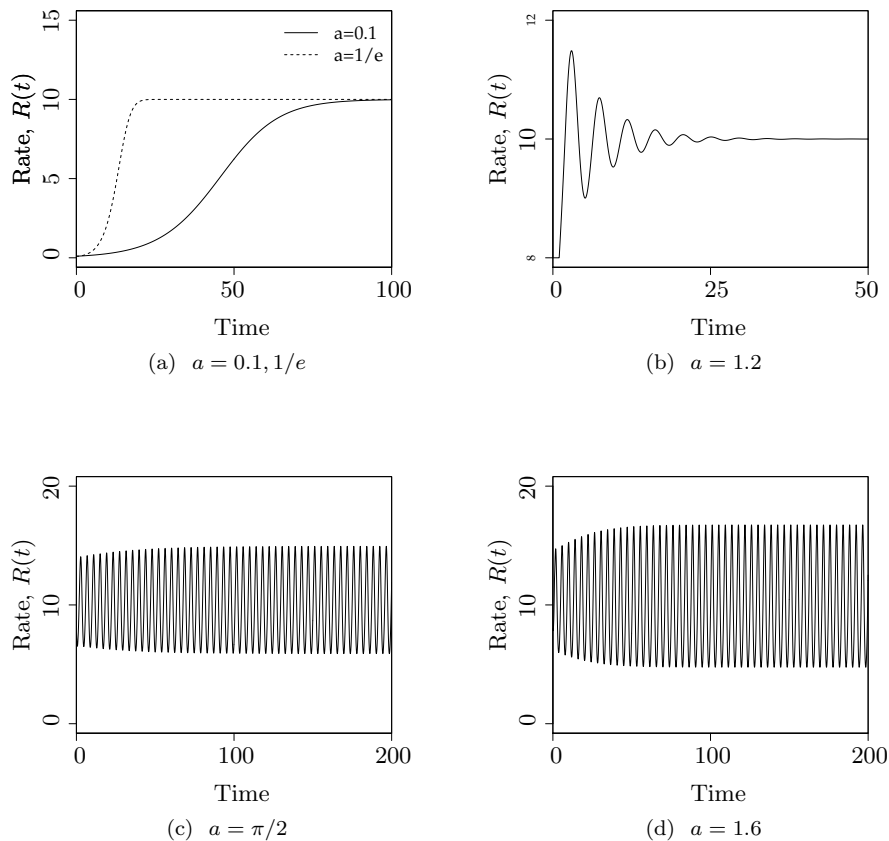 15
10
5
0
Rate, R(t)
a=0.1
a=1/e
0 50 100
Time
(a) a = 0.1, 1/e
12
10
8
Rate, R(t)
0 25 50
Time
(b) a = 1.2
20
10
0
Rate, R(t)
0 100 200
Time
(c) a = π/2
20
10
0
Rate, R(t)
0 100 200
Time
(d) a = 1.6